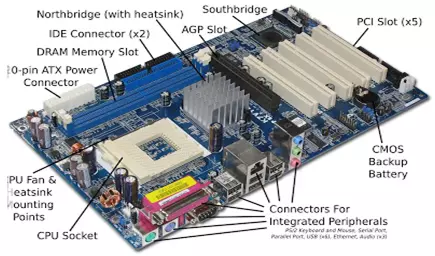 Southbridge
Northbridge (with heatsink)
IDE Connector (x2)
AGP Slot
PCI Slot (x5)
DRAM Memory Slot
0-pin ATX Power
Connector
CMOS
Backup
Battery
PU Fan &
eatsink
ounting
Points
CPU Socket
Connectors For
Integrated Peripherals
PS/2 Keyboard and Mouse, Serial Port,
Parallel Port, USB (x6), Ethernet, Audio (x3)